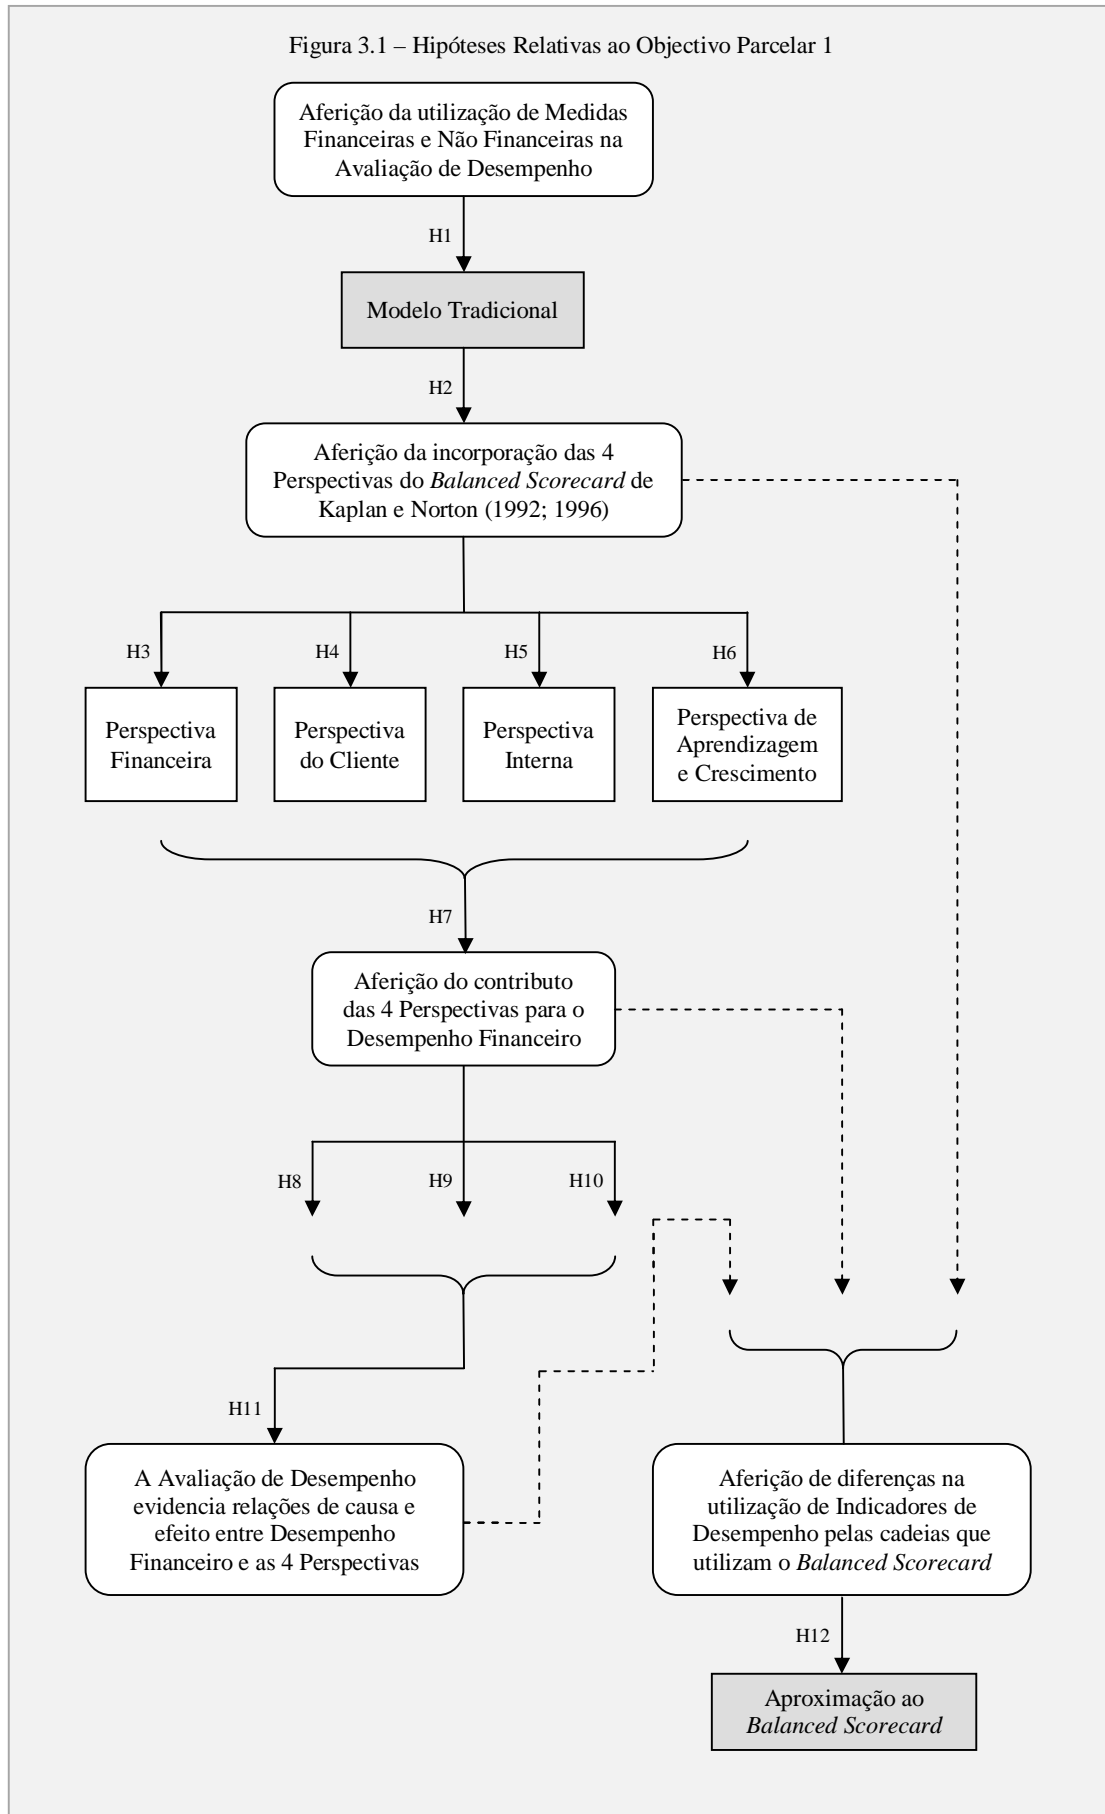 Figura 3.1 – Hipóteses Relativas ao Objectivo Parcelar 1
Aferição da utilização de Medidas
Financeiras e Não Financeiras na
Avaliação de Desempenho
H1
Modelo Tradicional
H2
Aferição da incorporação das 4
Perspectivas do Balanced Scorecard de
Kaplan e Norton (1992; 1996)
H3
H4
H5
H6
Perspectiva
Financeira
Perspectiva
do Cliente
Perspectiva
Interna
Perspectiva de
Aprendizagem
e Crescimento
H7
Aferição do contributo
das 4 Perspectivas para o
Desempenho Financeiro
H8
H9
H10
H11
A Avaliação de Desempenho
evidencia relações de causa e
efeito entre Desempenho
Financeiro e as 4 Perspectivas
Aferição de diferenças na
utilização de Indicadores de
Desempenho pelas cadeias que
utilizam o Balanced Scorecard
H12
Aproximação ao
Balanced Scorecard